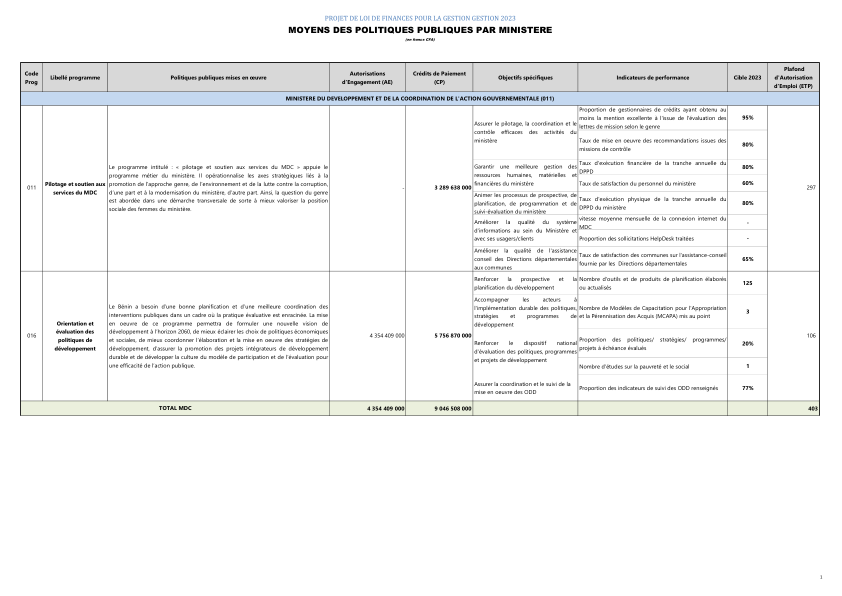 PROJET DE LOI DE FINANCES POUR LA GESTION GESTION 2023
MOYENS DES POLITIQUES PUBLIQUES PAR MINISTERE
(en francs CFA)
Code Prog
Libellé programme
Politiques publiques mises en œuvre
Autorisations d'Engagement (AE)
Crédits de Paiement (CP)
Objectifs spécifiques
Indicateurs de performance
Cible 2023
Plafond d'Autorisation d'Emploi (ETP)
MINISTERE DU DEVELOPPEMENT ET DE LA COORDINATION DE L'ACTION GOUVERNEMENTALE (011)
011
Pilotage et soutien aux
services du MDC
Le programme intitulé : « pilotage et soutien aux services du MDC » appuie le
programme métier du ministère. Il opérationnalise les axes stratégiques liés à la
promotion de l'approche genre, de l'environnement et de la lutte contre la corruption,
d'une part et à la modernisation du ministère, d'autre part. Ainsi, la question du genre
est abordée dans une démarche transversale de sorte à mieux valoriser la position
sociale des femmes du ministère.
-
3 289 638 000
Assurer le pilotage, la coordination et le
contrôle efficaces des activités du
ministère
Proportion de gestionnaires de crédits ayant obtenu au
moins la mention excellente à l'issue de l'évaluation des
lettres de mission selon le genre
95%
Taux de mise en oeuvre des recommandations issues des
missions de contrôle
80%
Garantir une meilleure gestion des
ressources humaines, matérielles et
financières du ministère
Taux d'exécution financière de la tranche annuelle du
DPPD
80%
Taux de satisfaction du personnel du ministère
60%
Animer les processus de prospective, de
planification, de programmation et de
suivi-évaluation du ministère
Taux d'exécution physique de la tranche annuelle du
DPPD du ministère
80%
Améliorer la qualité du système
d'informations au sein du Ministère et
avec ses usagers/clients
vitesse moyenne mensuelle de la connexion internet du
MDC
-
Proportion des sollicitations HelpDesk traitées
-
Améliorer la qualité de l'assistance
conseil des Directions départementales
aux communes
Taux de satisfaction des communes sur l'assistance-conseil
fournie par les Directions départementales
65%
297
016
Orientation et
évaluation des
politiques de
développement
Le Bénin a besoin d'une bonne planification et d'une meilleure coordination des
interventions publiques dans un cadre où la pratique évaluative est enracinée. La mise
en oeuvre de ce programme permettra de formuler une nouvelle vision de
développement à l'horizon 2060, de mieux éclairer les choix de politiques économiques
et sociales, de mieux coordonner l'élaboration et la mise en œuvre des stratégies de
développement, d'assurer la promotion des projets intégrateurs de développement
durable et de développer la culture du modèle de participation et de l'évaluation pour
une efficacité de l'action publique.
4 354 409 000
5 756 870 000
Renforcer la prospective et la
planification du développement
Nombre d'outils et de produits de planification élaborés
ou actualisés
125
Accompagner les acteurs à
l'implémentation durable des politiques,
stratégies et programmes de
développement
Nombre de Modèles de Capacitation pour l'Appropriation
et la Pérennisation des Acquis (MCAPA) mis au point
3
Renforcer le dispositif national
d'évaluation des politiques, programmes
et projets de développement
Proportion des politiques/ stratégies/ programmes/
projets à échéance évalués
20%
Nombre d'études sur la pauvreté et le social
1
Assurer la coordination et le suivi de la
mise en oeuvre des ODD
Proportion des indicateurs de suivi des ODD renseignés
77%
106
TOTAL MDC
4 354 409 000
9 046 508 000
403
1